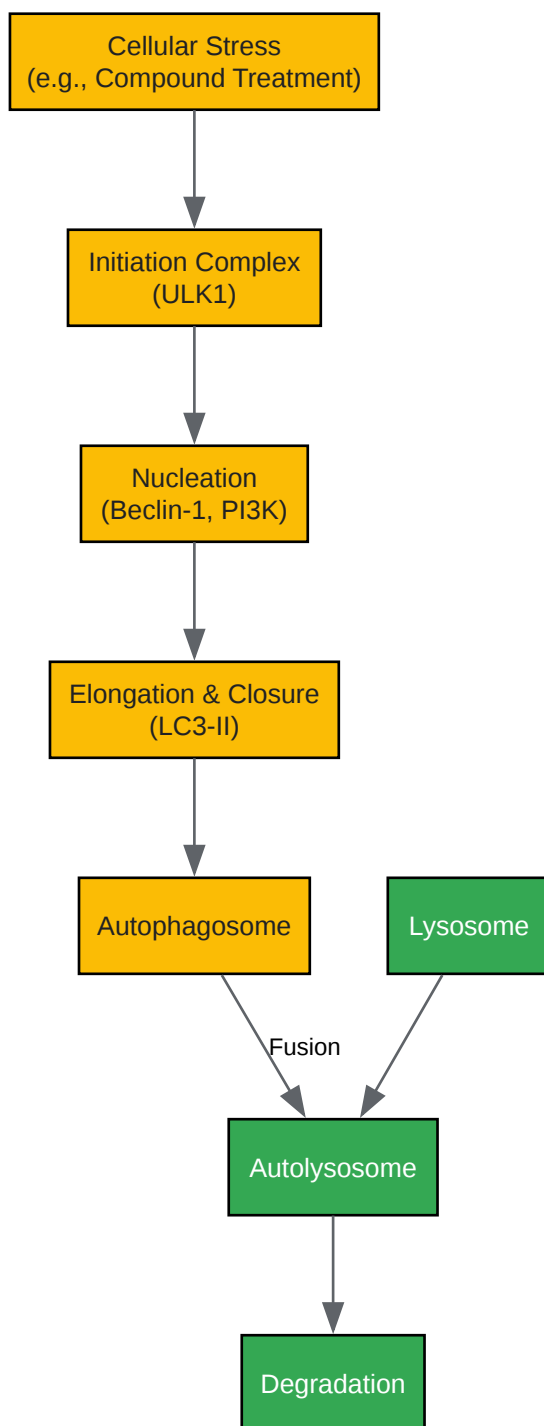 Cellular Stress
(e.g., Compound Treatment)
Initiation Complex
(ULK1)
Nucleation
(Beclin-1, PI3K)
Elongation & Closure
(LC3-II)
Autophagosome
Lysosome
Fusion
Autolysosome
Degradation